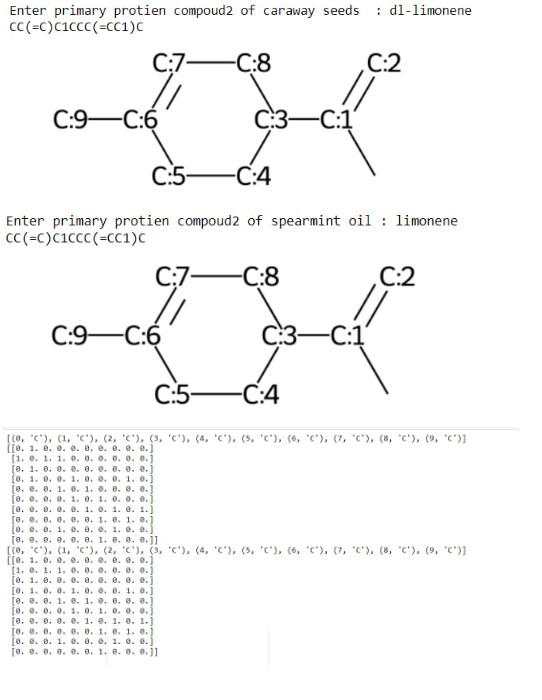 Enter primary protien compoud2 of caraway seeds : dl-limonene
CC(=C)C1CCC(=CC1)C
C:7 C:8 C:2
C:9 C:6 C:3 C:1
C:5 C:4
Enter primary protien compoud2 of spearmint oil : limonene
CC(=C)C1CCC(=CC1)C
C:7 C:8 C:2
C:9 C:6 C:3 C:1
C:5 C:4
[(0, 'C'), (1, 'C'), (2, 'C'), (3, 'C'), (4, 'C'), (5, 'C'), (6, 'C'), (7, 'C'), (8, 'C'), (9, 'C')]
[[0. 1. 0. 0. 0. 0. 0. 0. 0. 0.]
[1. 0. 1. 1. 0. 0. 0. 0. 0. 0.]
[0. 1. 0. 0. 0. 0. 0. 0. 0. 0.]
[0. 1. 0. 0. 1. 0. 0. 0. 1. 0.]
[0. 0. 0. 1. 0. 1. 0. 0. 0. 0.]
[0. 0. 0. 0. 1. 0. 1. 0. 0. 0.]
[0. 0. 0. 0. 0. 1. 0. 1. 0. 1.]
[0. 0. 0. 0. 0. 0. 1. 0. 1. 0.]
[0. 0. 0. 1. 0. 0. 0. 1. 0. 0.]
[0. 0. 0. 0. 0. 0. 1. 0. 0. 0.]]
[(0, 'C'), (1, 'C'), (2, 'C'), (3, 'C'), (4, 'C'), (5, 'C'), (6, 'C'), (7, 'C'), (8, 'C'), (9, 'C')]
[[0. 1. 0. 0. 0. 0. 0. 0. 0. 0.]
[1. 0. 1. 1. 0. 0. 0. 0. 0. 0.]
[0. 1. 0. 0. 0. 0. 0. 0. 0. 0.]
[0. 1. 0. 0. 1. 0. 0. 0. 1. 0.]
[0. 0. 0. 1. 0. 1. 0. 0. 0. 0.]
[0. 0. 0. 0. 1. 0. 1. 0. 0. 0.]
[0. 0. 0. 0. 0. 1. 0. 1. 0. 1.]
[0. 0. 0. 0. 0. 0. 1. 0. 1. 0.]
[0. 0. 0. 1. 0. 0. 0. 1. 0. 0.]
[0. 0. 0. 0. 0. 0. 1. 0. 0. 0.]]